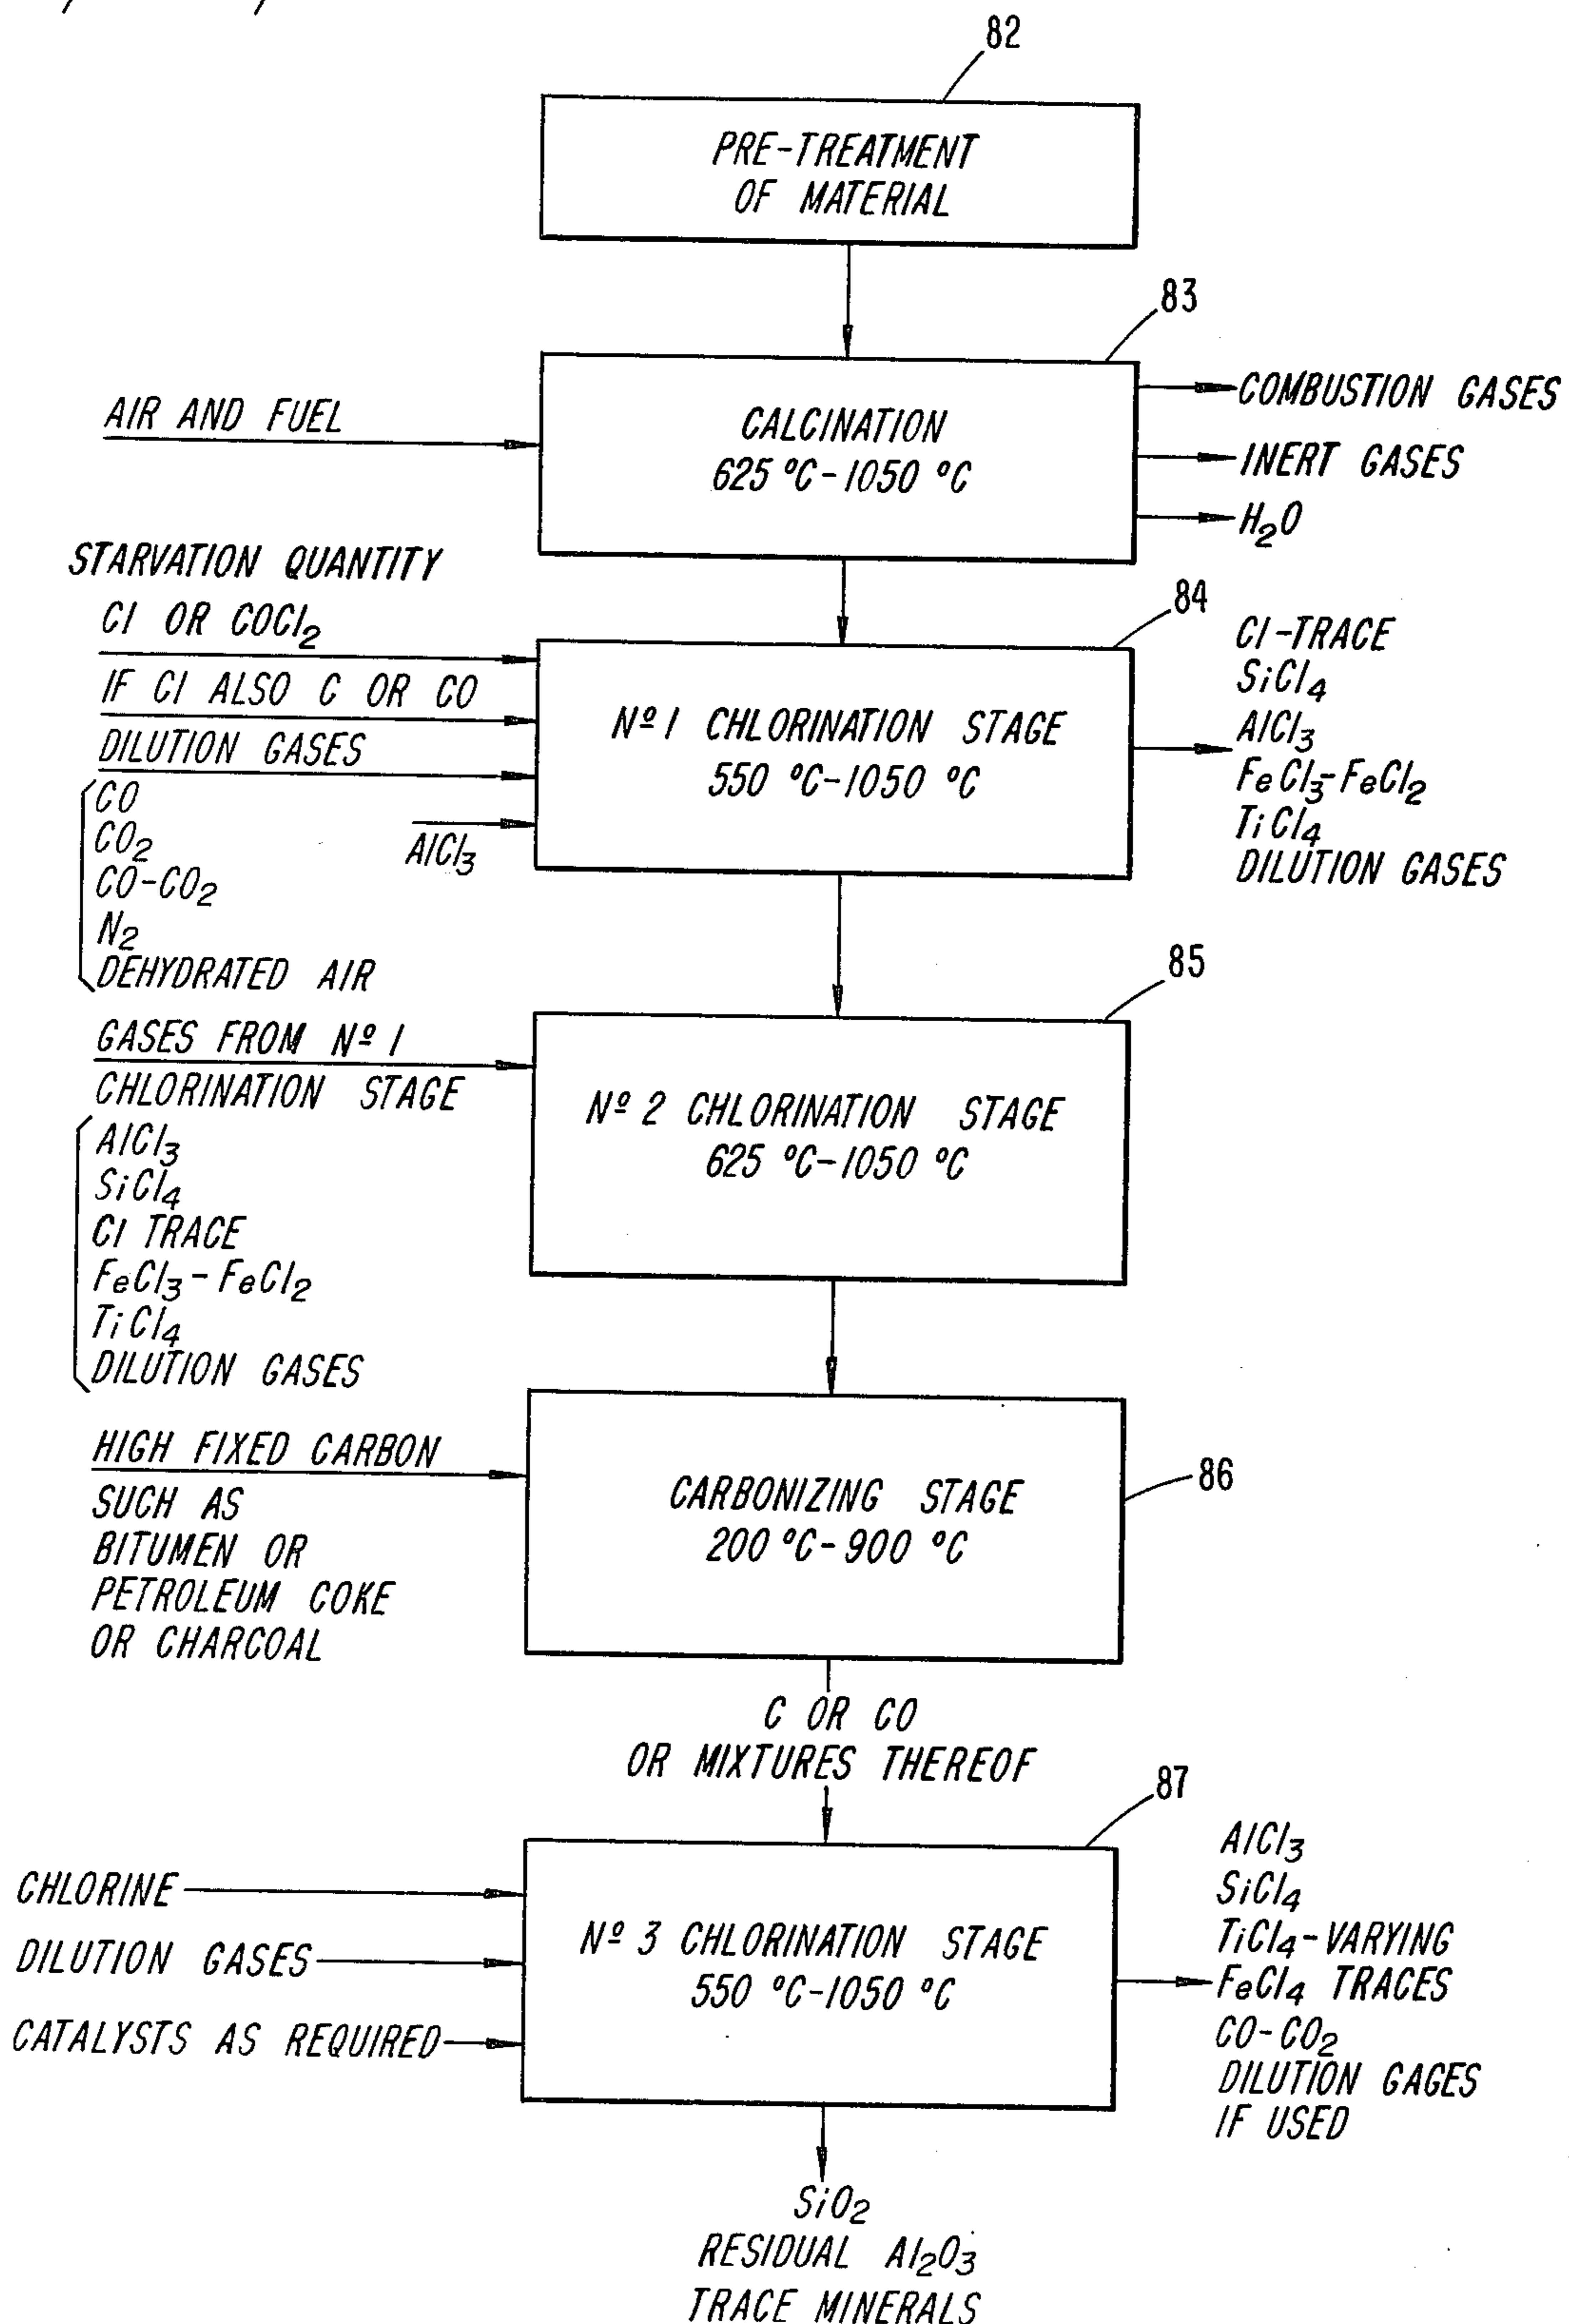 82
PRE-TREATMENT
OF MATERIAL
83
AIR AND FUEL
CALCINATION
625 °C-1050 °C
COMBUSTION GASES
INERT GASES
H₂O
STARVATION QUANTITY
Cl OR COCl₂
IF Cl ALSO C OR CO
DILUTION GASES
CO
CO₂
CO-CO₂
N₂
DEHYDRATED AIR
AlCl₃
84
Nº 1 CHLORINATION STAGE
550 °C-1050 °C
Cl-TRACE
SiCl₄
AlCl₃
FeCl₃-FeCl₂
TiCl₄
DILUTION GASES
85
GASES FROM Nº 1
CHLORINATION STAGE
AlCl₃
SiCl₄
Cl TRACE
FeCl₃-FeCl₂
TiCl₄
DILUTION GASES
Nº 2 CHLORINATION STAGE
625 °C-1050 °C
HIGH FIXED CARBON
SUCH AS
BITUMEN OR
PETROLEUM COKE
OR CHARCOAL
CARBONIZING STAGE
200 °C-900 °C
86
C OR CO
OR MIXTURES THEREOF
87
CHLORINE
DILUTION GASES
CATALYSTS AS REQUIRED
Nº 3 CHLORINATION STAGE
550 °C-1050 °C
AlCl₃
SiCl₄
TiCl₄-VARYING
FeCl₄ TRACES
CO-CO₂
DILUTION GAGES
IF USED
SiO₂
RESIDUAL Al₂O₃
TRACE MINERALS